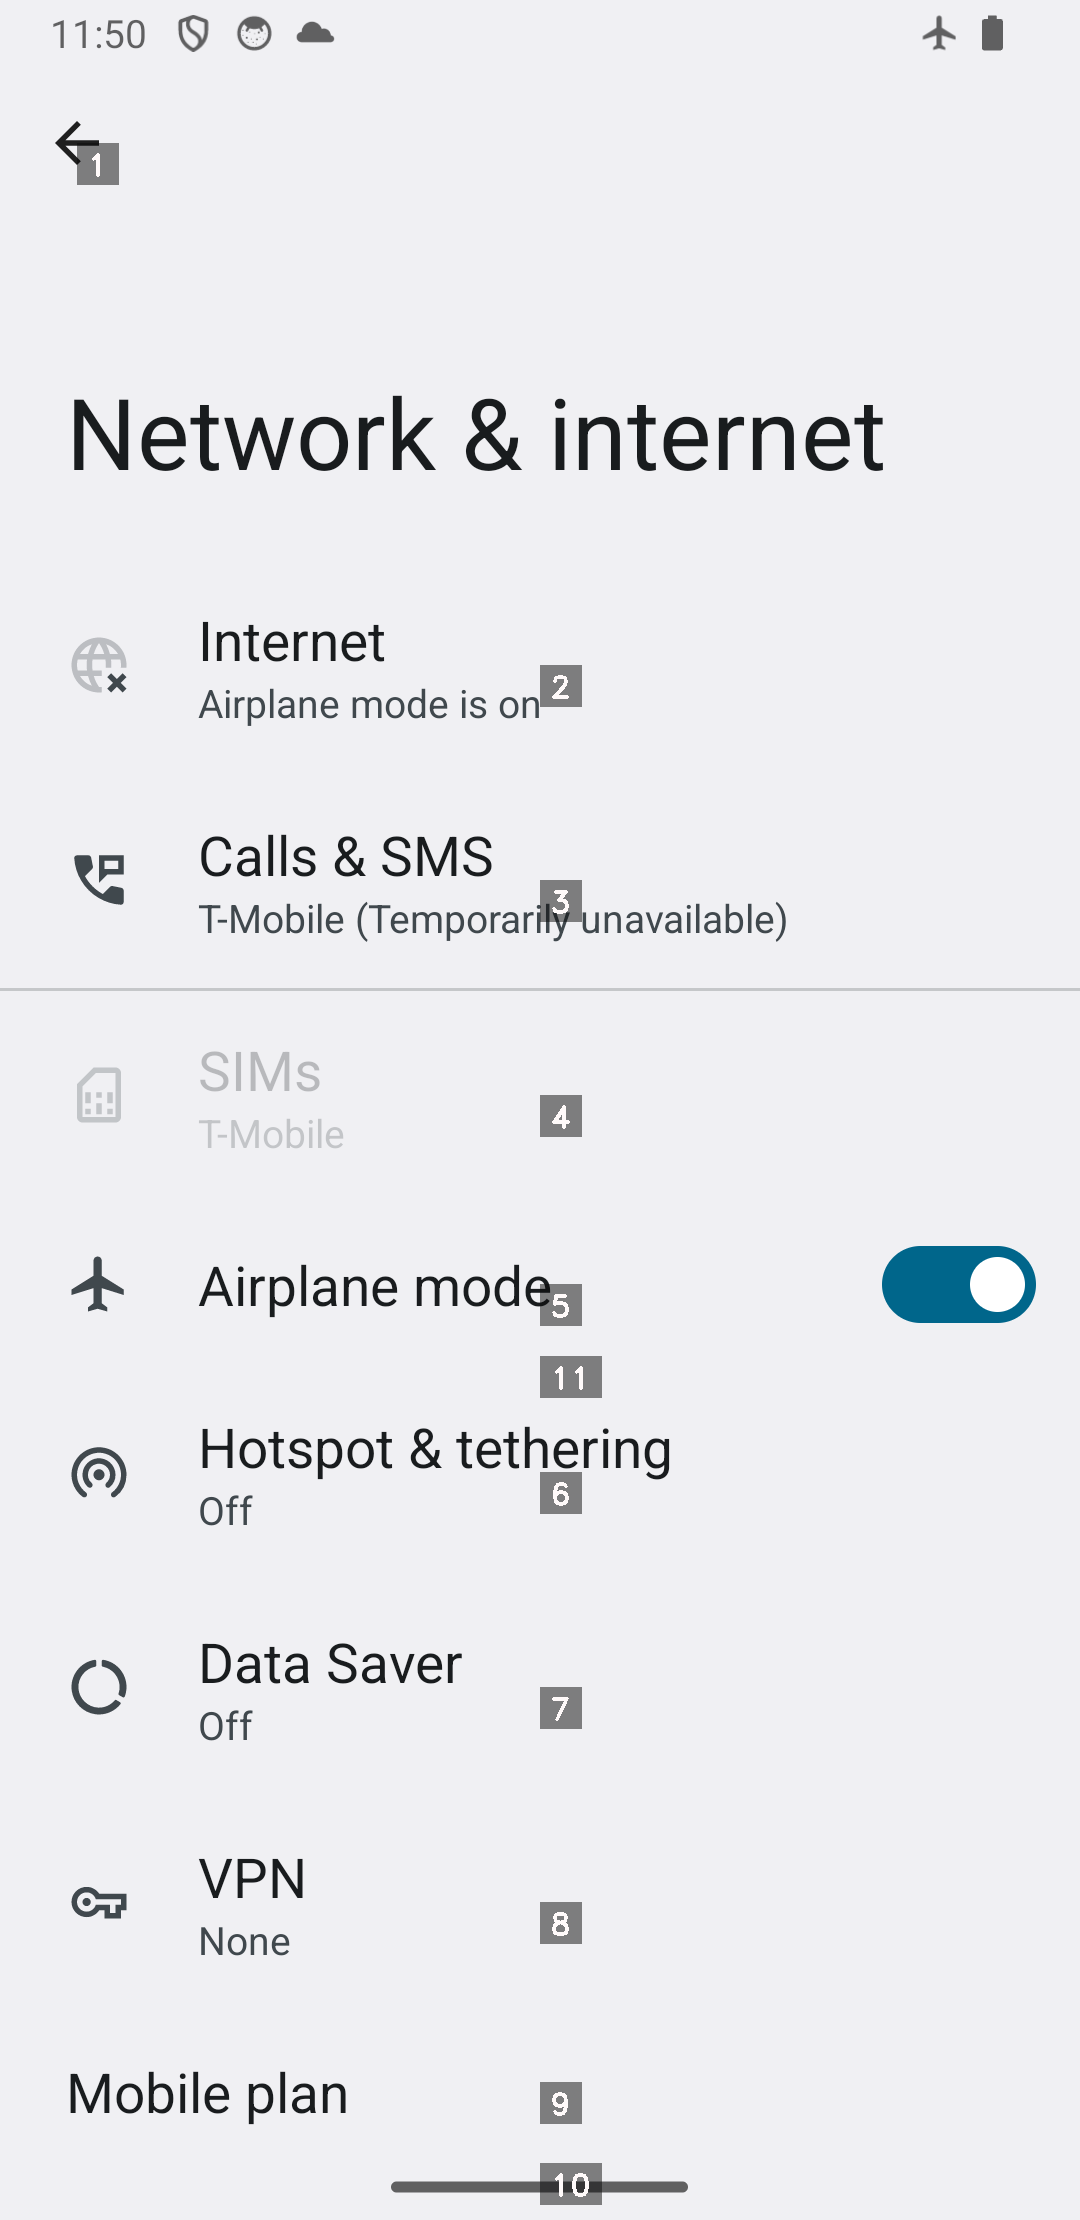 11:50
1
Network & internet
Internet
Airplane mode is on
2
Calls & SMS
T-Mobile (Temporarily unavailable)
3
SIMs
T-Mobile
4
Airplane mode
5
11
Hotspot & tethering
Off
6
Data Saver
Off
7
VPN
None
8
Mobile plan
9
10